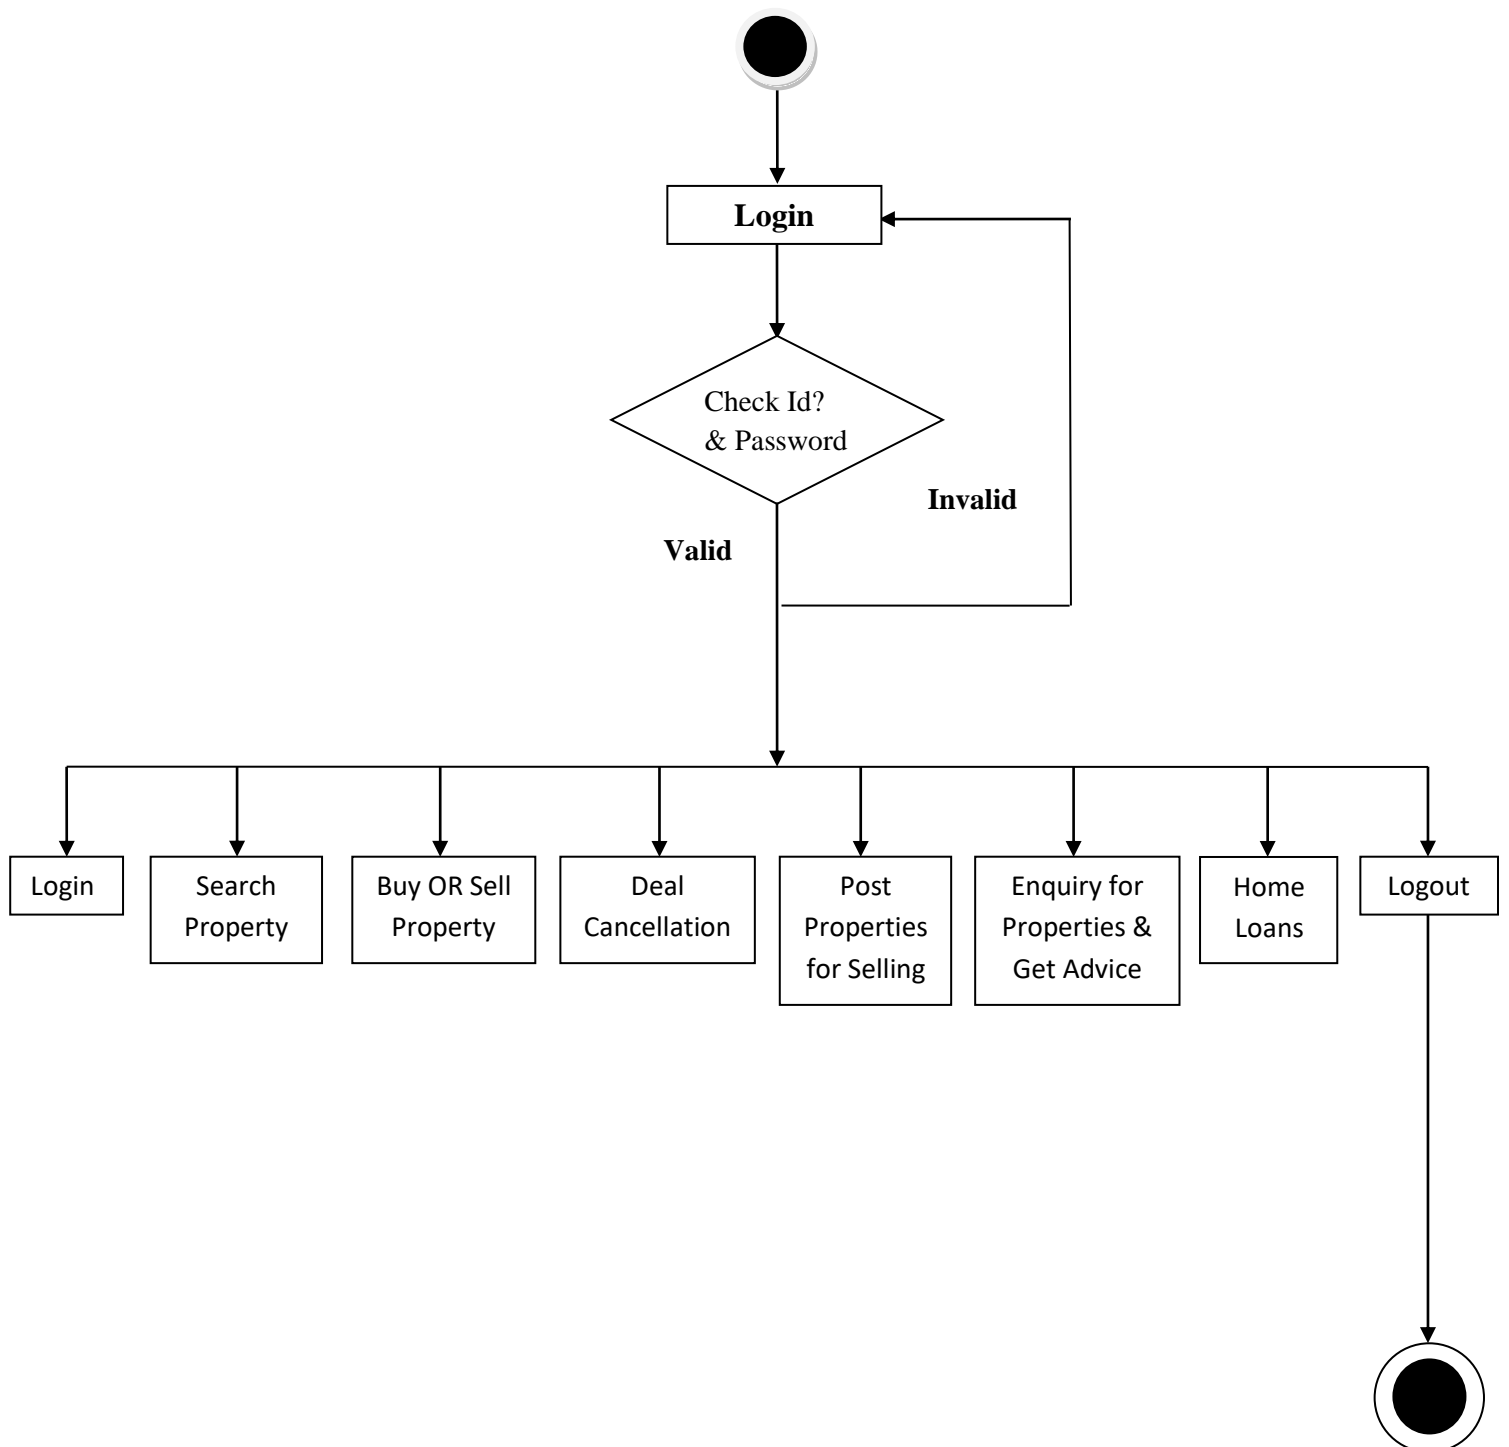 Login
Check Id?
& Password
Invalid
Valid
Login
Search
Property
Buy OR Sell
Property
Deal
Cancellation
Post
Properties
for Selling
Enquiry for
Properties &
Get Advice
Home
Loans
Logout